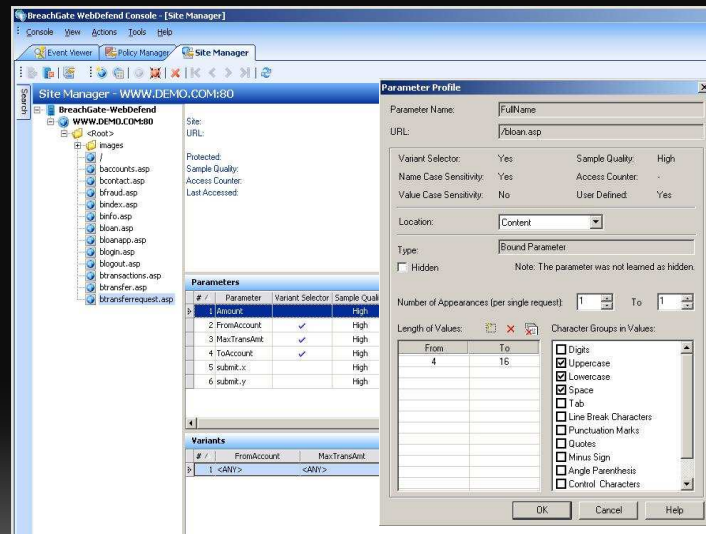 BreachGate WebDefend Console - [Site Manager]
Console View Actions Tools Help
Event Viewer Policy Manager Site Manager
Search
Site Manager - WWW.DEMO.COM:80
BreachGate-WebDefend
WWW.DEMO.COM:80
<Root>
images
/
baccounts.asp
bcontact.asp
bfraud.asp
bindex.asp
binfo.asp
bloan.asp
bloanapp.asp
blogin.asp
blogout.asp
btransactions.asp
btransfer.asp
btransferrequest.asp
Site:
URL:
Protected:
Sample Quality:
Access Counter:
Last Accessed:
Parameters
# / Parameter Variant Selector Sample Quali
1 Amount High
2 FromAccount ✓ High
3 MaxTransAmt ✓ High
4 ToAccount ✓ High
5 submit.x High
6 submit.y High
Variants
# / FromAccount MaxTransAmt
1 <ANY> <ANY>
Parameter Profile
Parameter Name: FullName
URL: /bloan.asp
Variant Selector: Yes Sample Quality: High
Name Case Sensitivity: Yes Access Counter: -
Value Case Sensitivity: No User Defined: Yes
Location: Content
Type: Bound Parameter
Hidden Note: The parameter was not learned as hidden.
Number of Appearances (per single request): 1 To 1
Length of Values: Character Groups in Values:
From To
4 16
Digits
Uppercase
Lowercase
Space
Tab
Line Break Characters
Punctuation Marks
Quotes
Minus Sign
Angle Parenthesis
Control Characters
OK Cancel Help